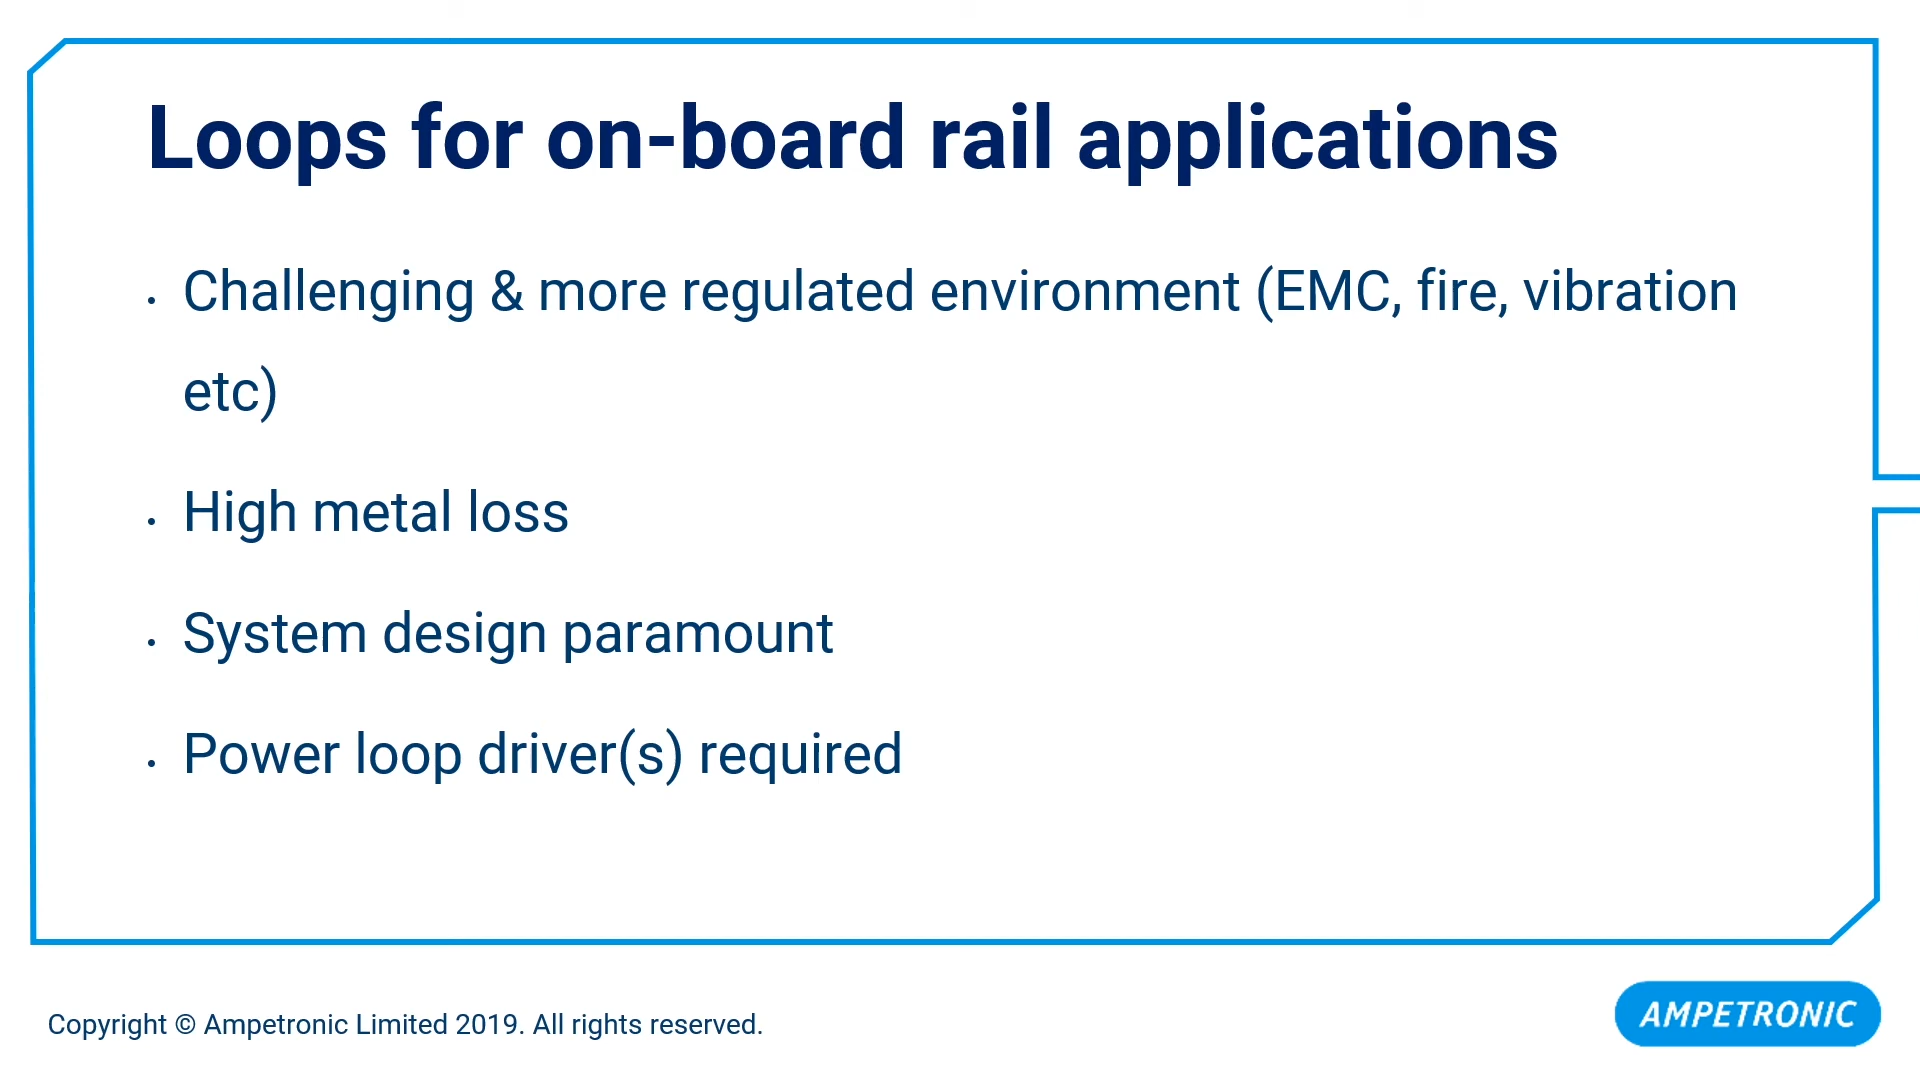 Loops for on-board rail applications
• Challenging & more regulated environment (EMC, fire, vibration
etc)
• High metal loss
• System design paramount
• Power loop driver(s) required
Copyright © Ampetronic Limited 2019. All rights reserved.
AMPETRONIC